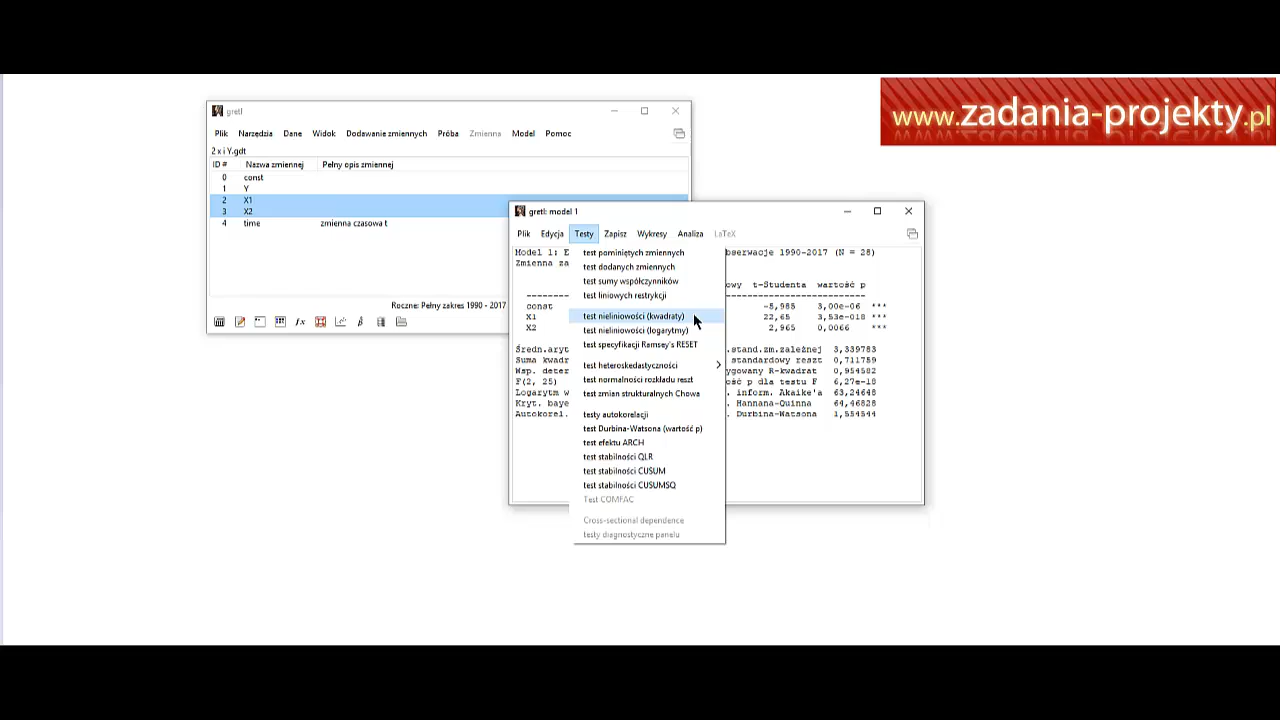 www.zadania-projekty.pl
gretl
Plik Narzędzia Dane Widok Dodawanie zmiennych Próba Zmienna Model Pomoc
2 x i Y.gdt
ID # Nazwa zmiennej Pełny opis zmiennej
0 const
1 Y
2 X1
3 X2
4 time zmienna czasowa t
Roczne: Pełny zakres 1990 - 2017
gretl: model 1
Plik Edycja Testy Zapisz Wykresy Analiza LaTeX
test pominiętych zmiennych
test dodanych zmiennych
test sumy współczynników
test liniowych restrykcji
test nieliniowości (kwadraty)
test nieliniowości (logarytmy)
test specyfikacji Ramsey's RESET
test heteroskedastyczności
test normalności rozkładu reszt
test zmian strukturalnych Chowa
testy autokorelacji
test Durbina-Watsona (wartość p)
test efektu ARCH
test stabilności QLR
test stabilności CUSUM
test stabilności CUSUMSQ
Test COMFAC
Cross-sectional dependence
testy diagnostyczne panelu
Model 1: E bserwacje 1990-2017 (N = 28)
Zmienna za
owy t-Studenta wartość p
const -5,985 3,00e-06 ***
X1 22,65 3,53e-018 ***
X2 2,965 0,0066 ***
Średn.aryt .stand.zm.zależnej 3,339783
Suma kwadr standardowy reszt 0,711759
Wsp. deter ygowany R-kwadrat 0,954582
F(2, 25) ść p dla testu F 6,27e-18
Logarytm w . inform. Akaike'a 63,24648
Kryt. baye . Hannana-Quinna 64,46828
Autokorel. . Durbina-Watsona 1,554544